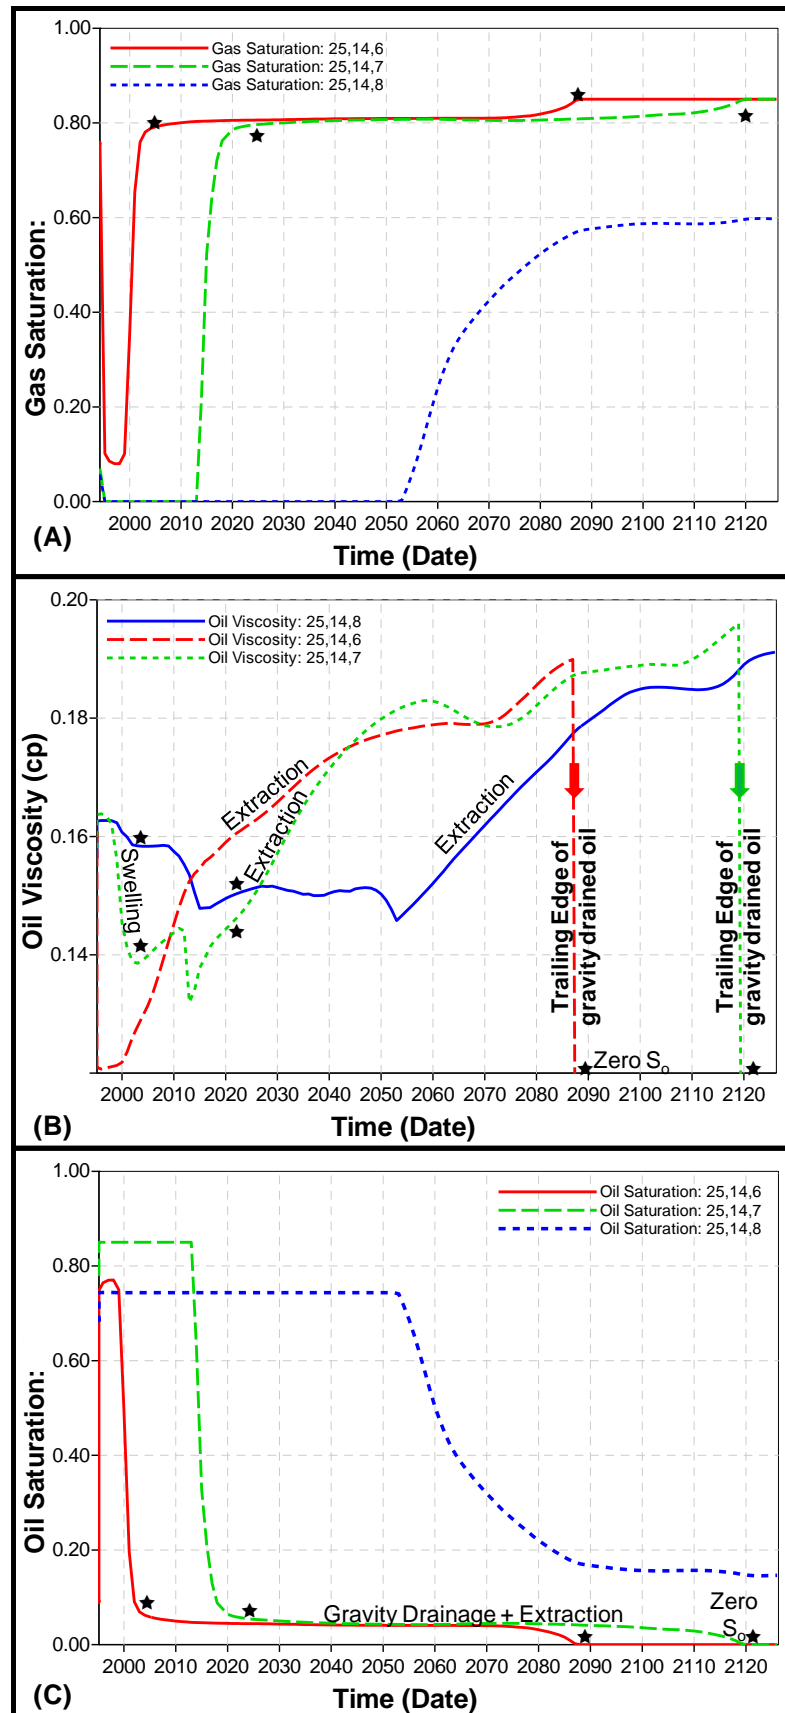 1.00
0.80
0.60
0.40
0.20
0.00
Gas Saturation:
Gas Saturation: 25,14,6
Gas Saturation: 25,14,7
Gas Saturation: 25,14,8
2000 2010 2020 2030 2040 2050 2060 2070 2080 2090 2100 2110 2120
(A)
Time (Date)
0.20
0.18
0.16
0.14
Oil Viscosity (cp)
Oil Viscosity: 25,14,8
Oil Viscosity: 25,14,6
Oil Viscosity: 25,14,7
Swelling
Extraction
Extraction
Extraction
Trailing Edge of
gravity drained oil
Trailing Edge of
gravity drained oil
Zero So
2000 2010 2020 2030 2040 2050 2060 2070 2080 2090 2100 2110 2120
(B)
Time (Date)
1.00
0.80
0.60
0.40
0.20
0.00
Oil Saturation:
Oil Saturation: 25,14,6
Oil Saturation: 25,14,7
Oil Saturation: 25,14,8
Gravity Drainage + Extraction
Zero
So
2000 2010 2020 2030 2040 2050 2060 2070 2080 2090 2100 2110 2120
(C)
Time (Date)